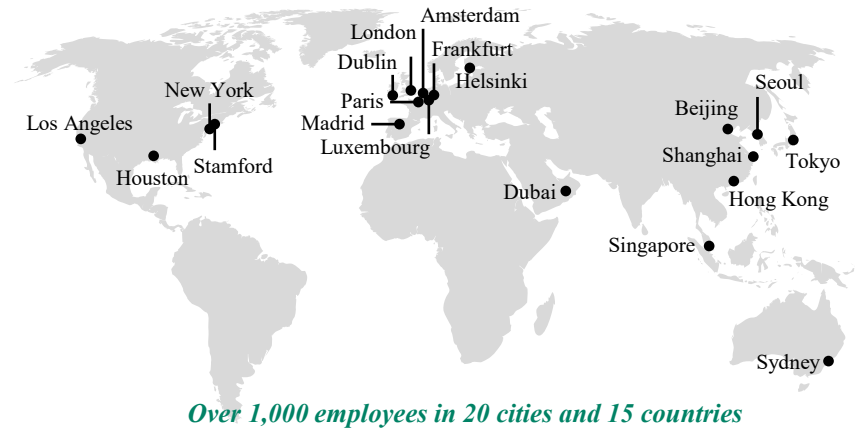 Amsterdam
London
Frankfurt
Dublin
Helsinki
Seoul
New York
Paris
Beijing
Los Angeles
Madrid
Luxembourg
Shanghai
Tokyo
Stamford
Houston
Dubai
Hong Kong
Singapore
Sydney
Over 1,000 employees in 20 cities and 15 countries